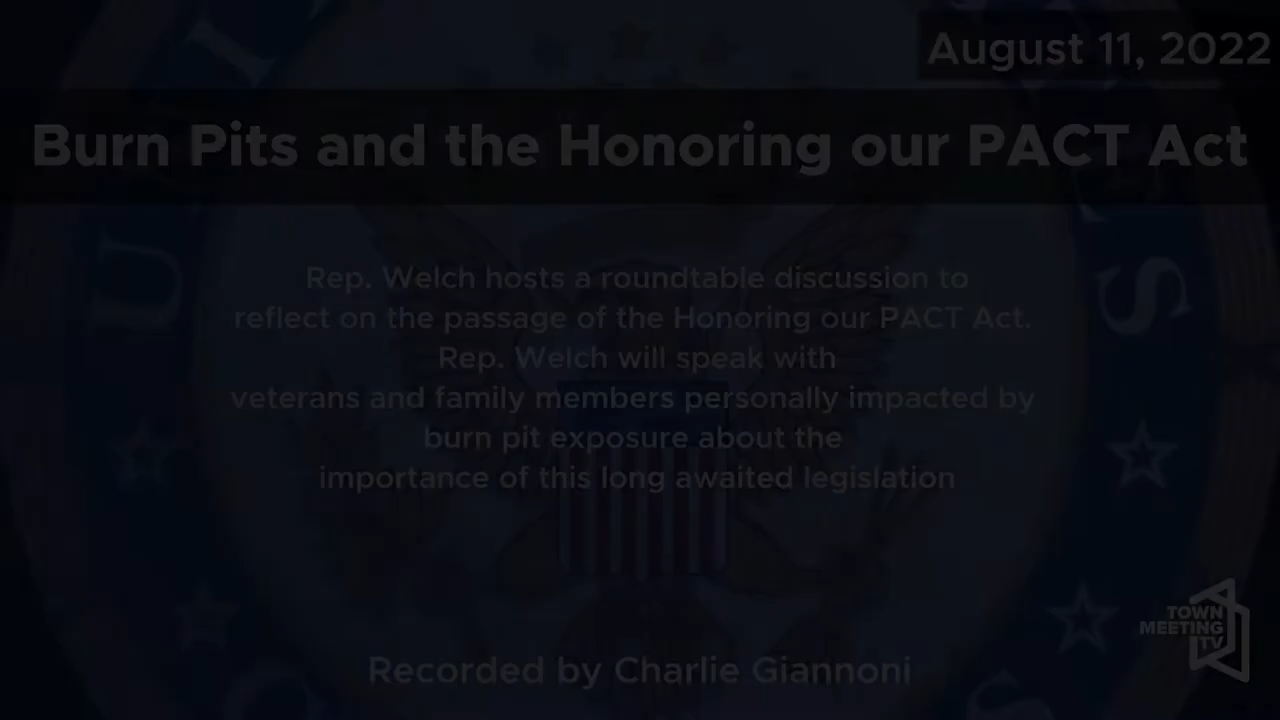 August 11, 2022
Burn Pits and the Honoring our PACT Act
Rep. Welch hosts a roundtable discussion to
reflect on the passage of the Honoring our PACT Act.
Rep. Welch will speak with
veterans and family members personally impacted by
burn pit exposure about the
importance of this long awaited legislation
Recorded by Charlie Giannoni
TOWN
MEETING
TV